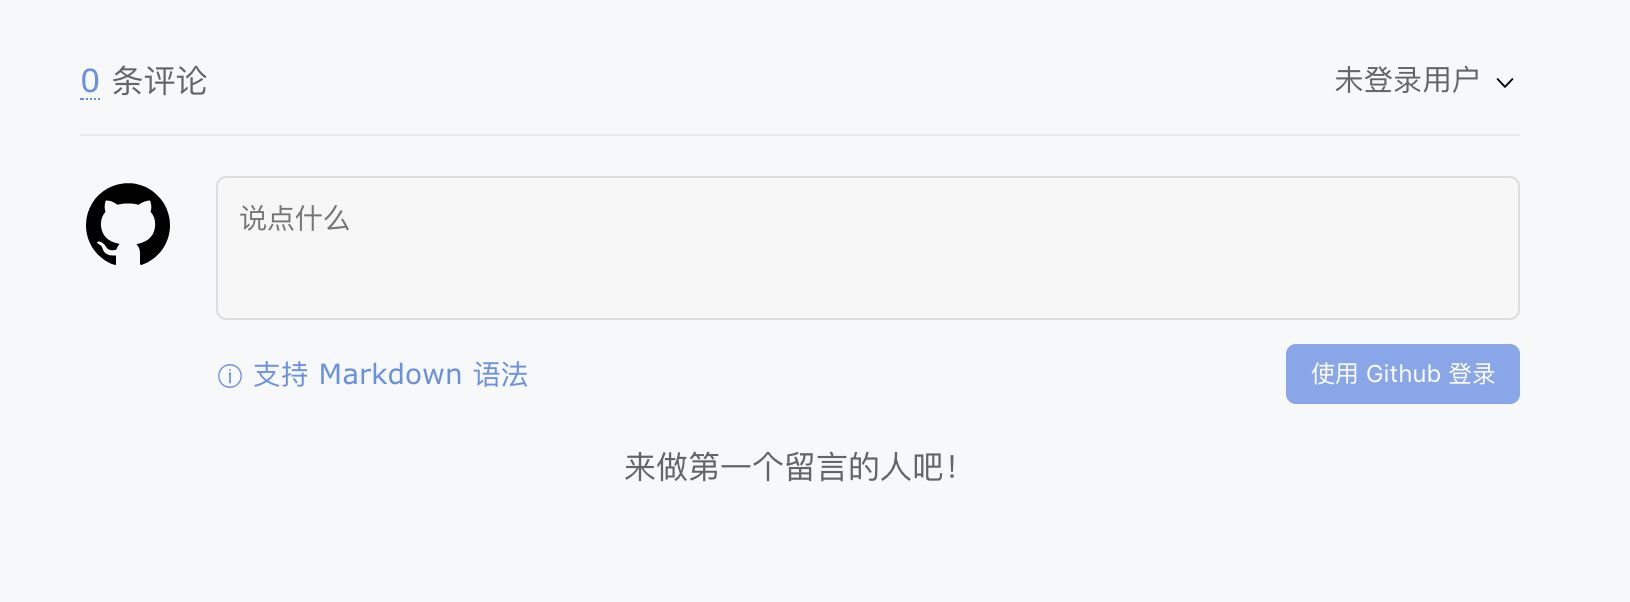 0 条评论
未登录用户
说点什么
支持 Markdown 语法
使用 Github 登录
来做第一个留言的人吧！